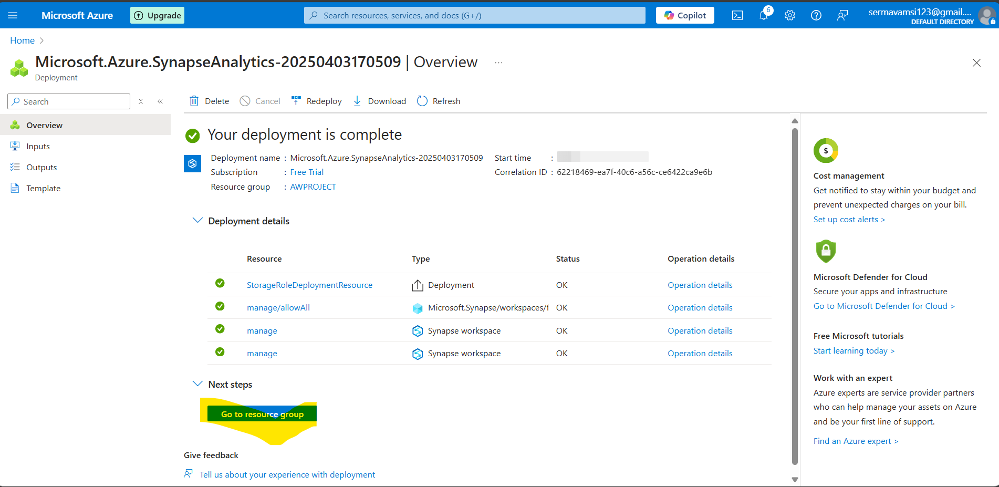 Microsoft Azure
Upgrade
Search resources, services, and docs (G+/)
Copilot
6
sermavamsi123@gmail....
DEFAULT DIRECTORY
Home
Microsoft.Azure.SynapseAnalytics-20250403170509 | Overview ...
Deployment
Search
Overview
Inputs
Outputs
Template
Delete
Cancel
Redeploy
Download
Refresh
Your deployment is complete
Deployment name : Microsoft.Azure.SynapseAnalytics-20250403170509
Subscription : Free Trial
Resource group : AWPROJECT
Start time :
Correlation ID : 62218469-ea7f-40c6-a56c-ce6422ca9e6b
Deployment details
Resource Type Status Operation details
StorageRoleDeploymentResource Deployment OK Operation details
manage/allowAll Microsoft.Synapse/workspaces/f OK Operation details
manage Synapse workspace OK Operation details
manage Synapse workspace OK Operation details
Next steps
Go to resource group
Give feedback
Tell us about your experience with deployment
$
Cost management
Get notified to stay within your budget and
prevent unexpected charges on your bill.
Set up cost alerts >
Microsoft Defender for Cloud
Secure your apps and infrastructure
Go to Microsoft Defender for Cloud >
Free Microsoft tutorials
Start learning today >
Work with an expert
Azure experts are service provider partners
who can help manage your assets on Azure
and be your first line of support.
Find an Azure expert >